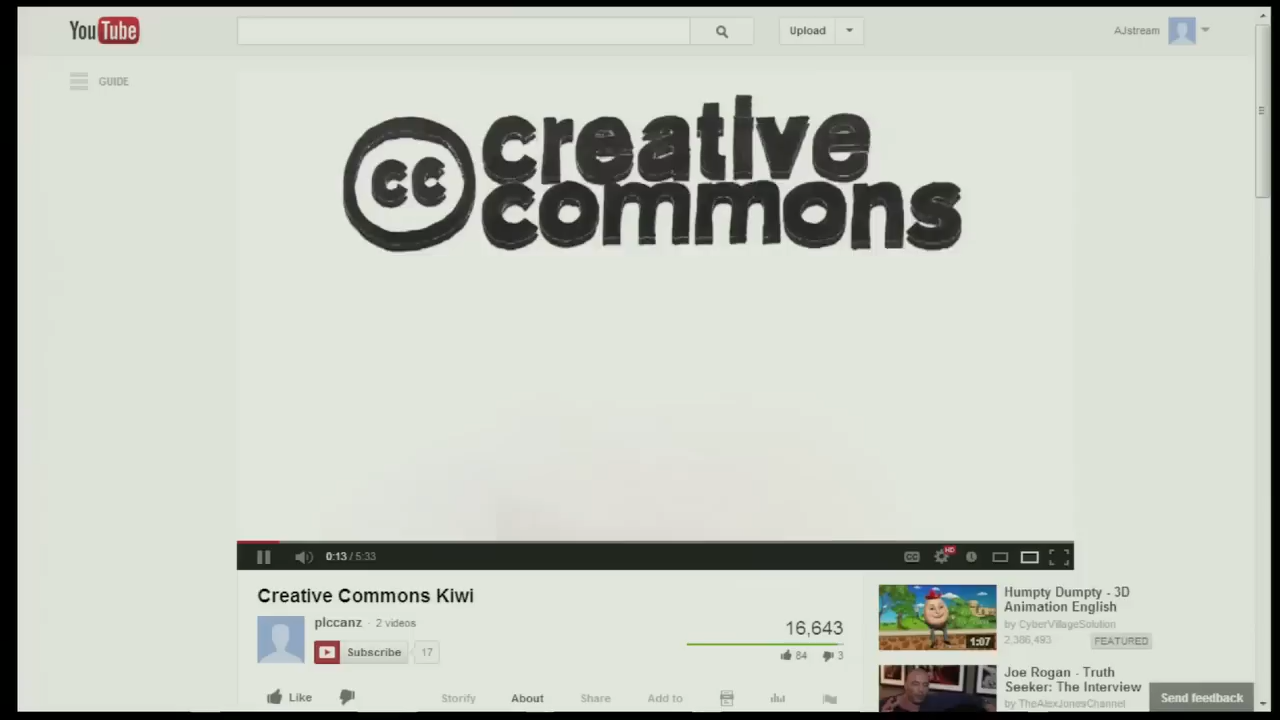 YouTube
Upload
AJstream
GUIDE
cc creative
commons
0:13 / 5:33
CC
HD
Creative Commons Kiwi
plccanz · 2 videos
Subscribe 17
16,643
84 3
Like
Storify About Share Add to
Humpty Dumpty - 3D
Animation English
by CyberVillageSolution
2,386,493 FEATURED
1:07
Joe Rogan - Truth
Seeker: The Interview
by TheAlexJonesChannel
Send feedback